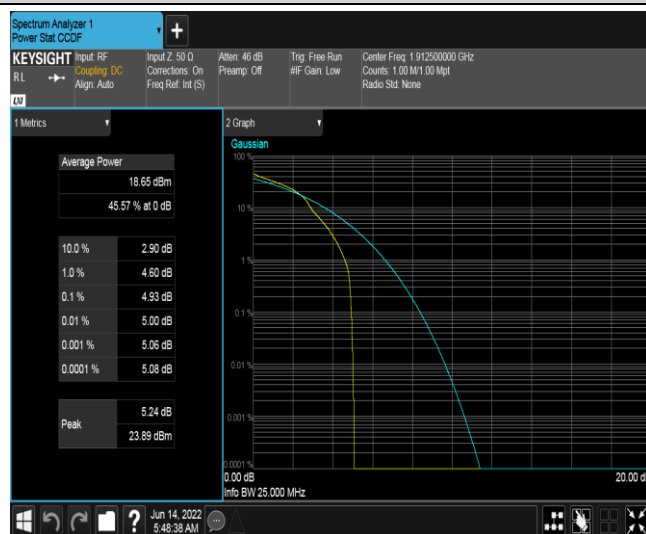 Spectrum Analyzer 1
Power Stat CCDF
+
KEYSIGHT
RL
LXI
Input: RF
Coupling: DC
Align: Auto
Input Z: 50 Ω
Corrections: On
Freq Ref: Int (S)
Atten: 46 dB
Preamp: Off
Trig: Free Run
#IF Gain: Low
Center Freq: 1.912500000 GHz
Counts: 1.00 M/1.00 Mpt
Radio Std: None
1 Metrics
Average Power
18.65 dBm
45.57 % at 0 dB
10.0 % 2.90 dB
1.0 % 4.60 dB
0.1 % 4.93 dB
0.01 % 5.00 dB
0.001 % 5.06 dB
0.0001 % 5.08 dB
Peak
5.24 dB
23.89 dBm
2 Graph
Gaussian
100 %
10 %
1 %
0.1 %
0.01 %
0.001 %
0.0001 %
0.00 dB
20.00 d
Info BW 25.000 MHz
?
Jun 14, 2022
5:48:38 AM